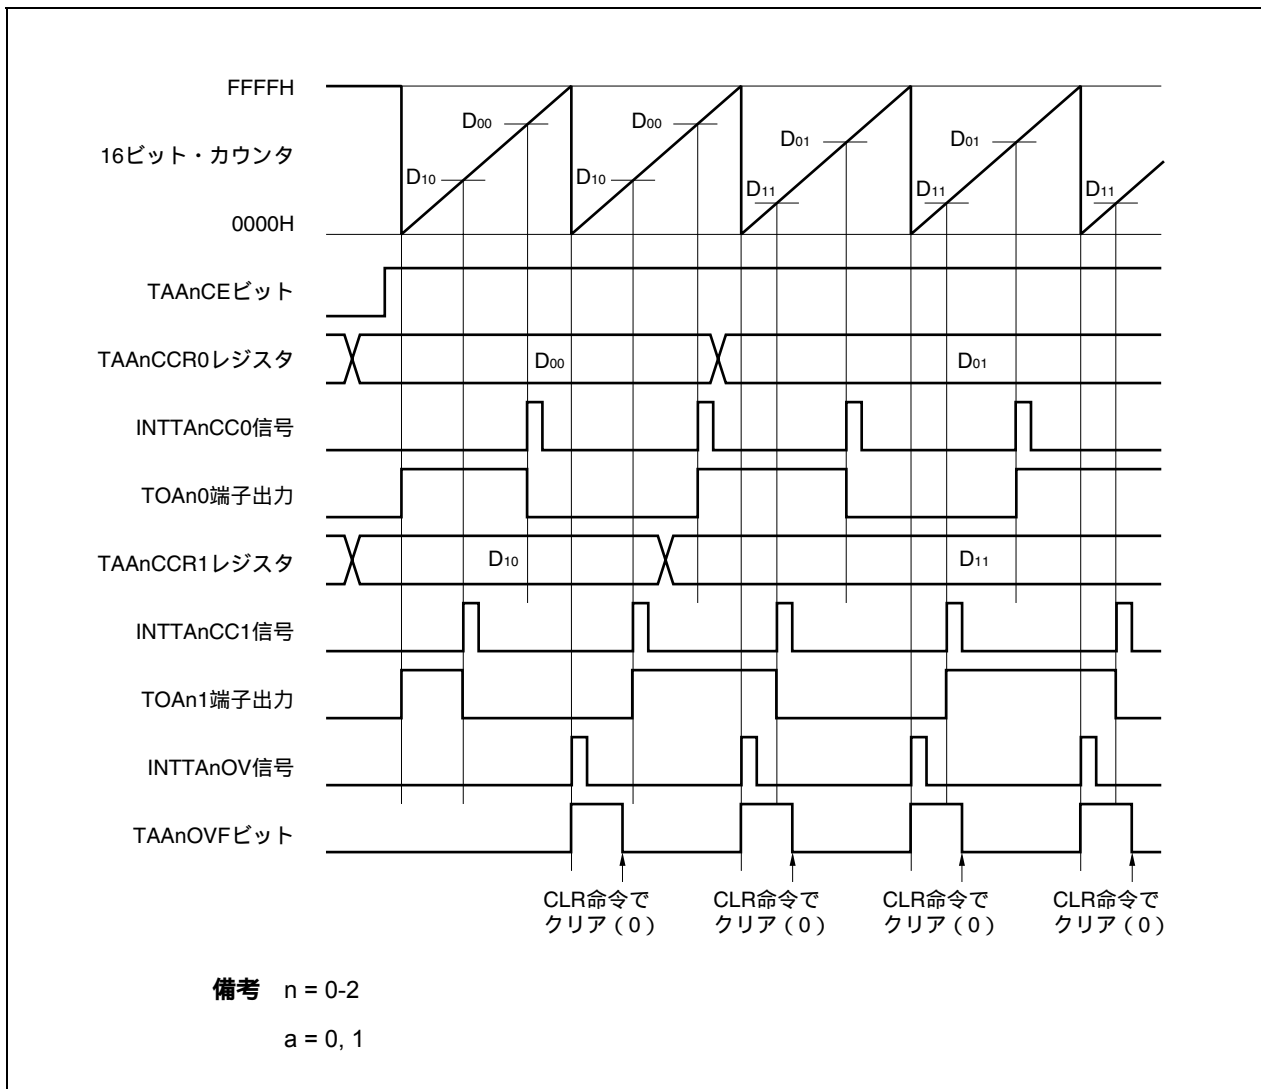 FFFFH
D00 D00
D01 D01
16ビット・カウンタ
D10 D10
D11 D11 D11
0000H
TAAnCEビット
TAAnCCR0レジスタ D00 D01
INTTAnCC0信号
TOAn0端子出力
TAAnCCR1レジスタ D10 D11
INTTAnCC1信号
TOAn1端子出力
INTTAnOV信号
TAAnOVFビット
CLR命令で CLR命令で CLR命令で CLR命令で
クリア(0) クリア(0) クリア(0) クリア(0)
備考 n = 0-2
a = 0, 1